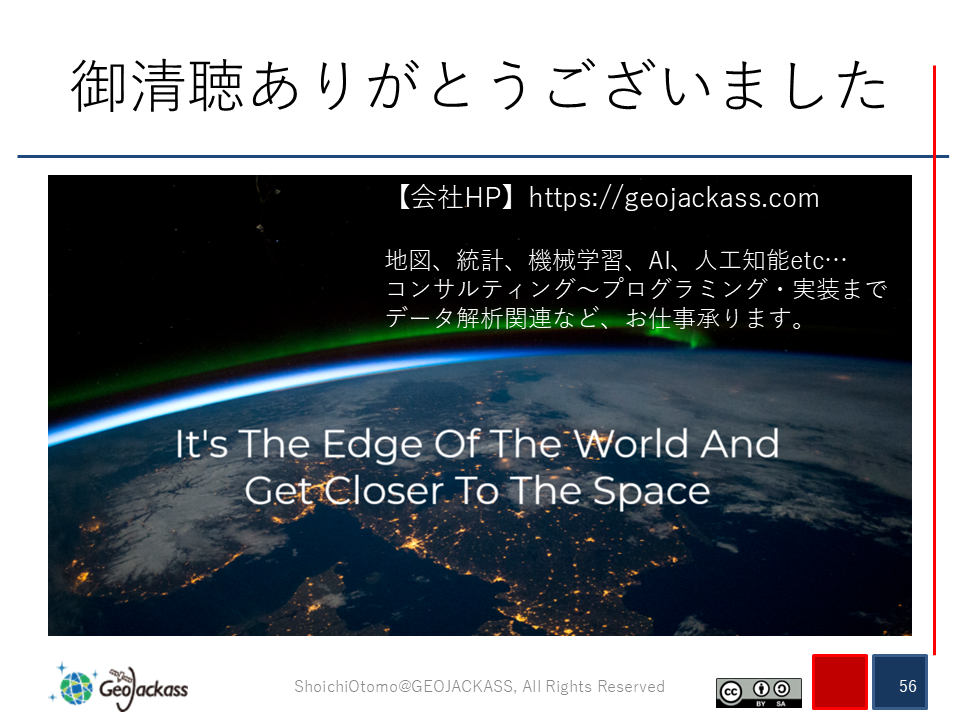 御清聴ありがとうございました
【会社HP】https://geojackass.com
地図、統計、機械学習、AI、人工知能etc…
コンサルティング～プログラミング・実装まで
データ解析関連など、お仕事承ります。
It's The Edge Of The World And
Get Closer To The Space
GeoJackass
ShoichiOtomo@GEOJACKASS, All Rights Reserved
cc
BY SA
56